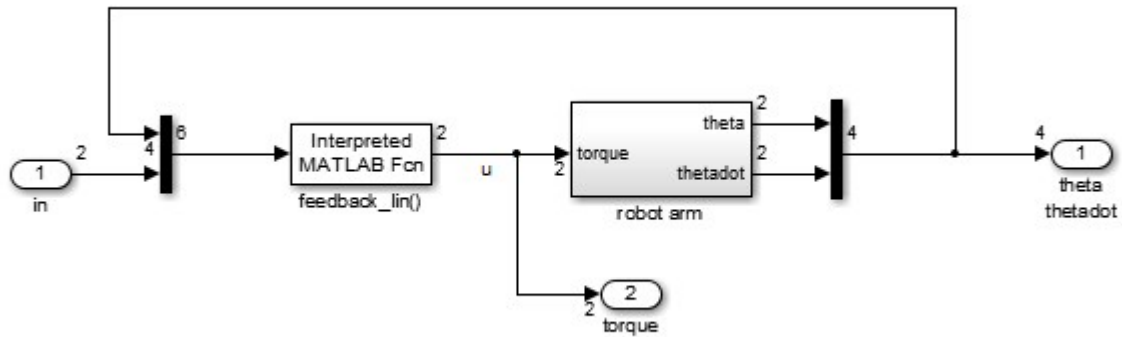 2
1
in
4
6
Interpreted
MATLAB Fcn
feedback_lin()
2
u
2
torque
theta
thetadot
robot arm
2
2
4
4
1
theta
thetadot
2
2
torque